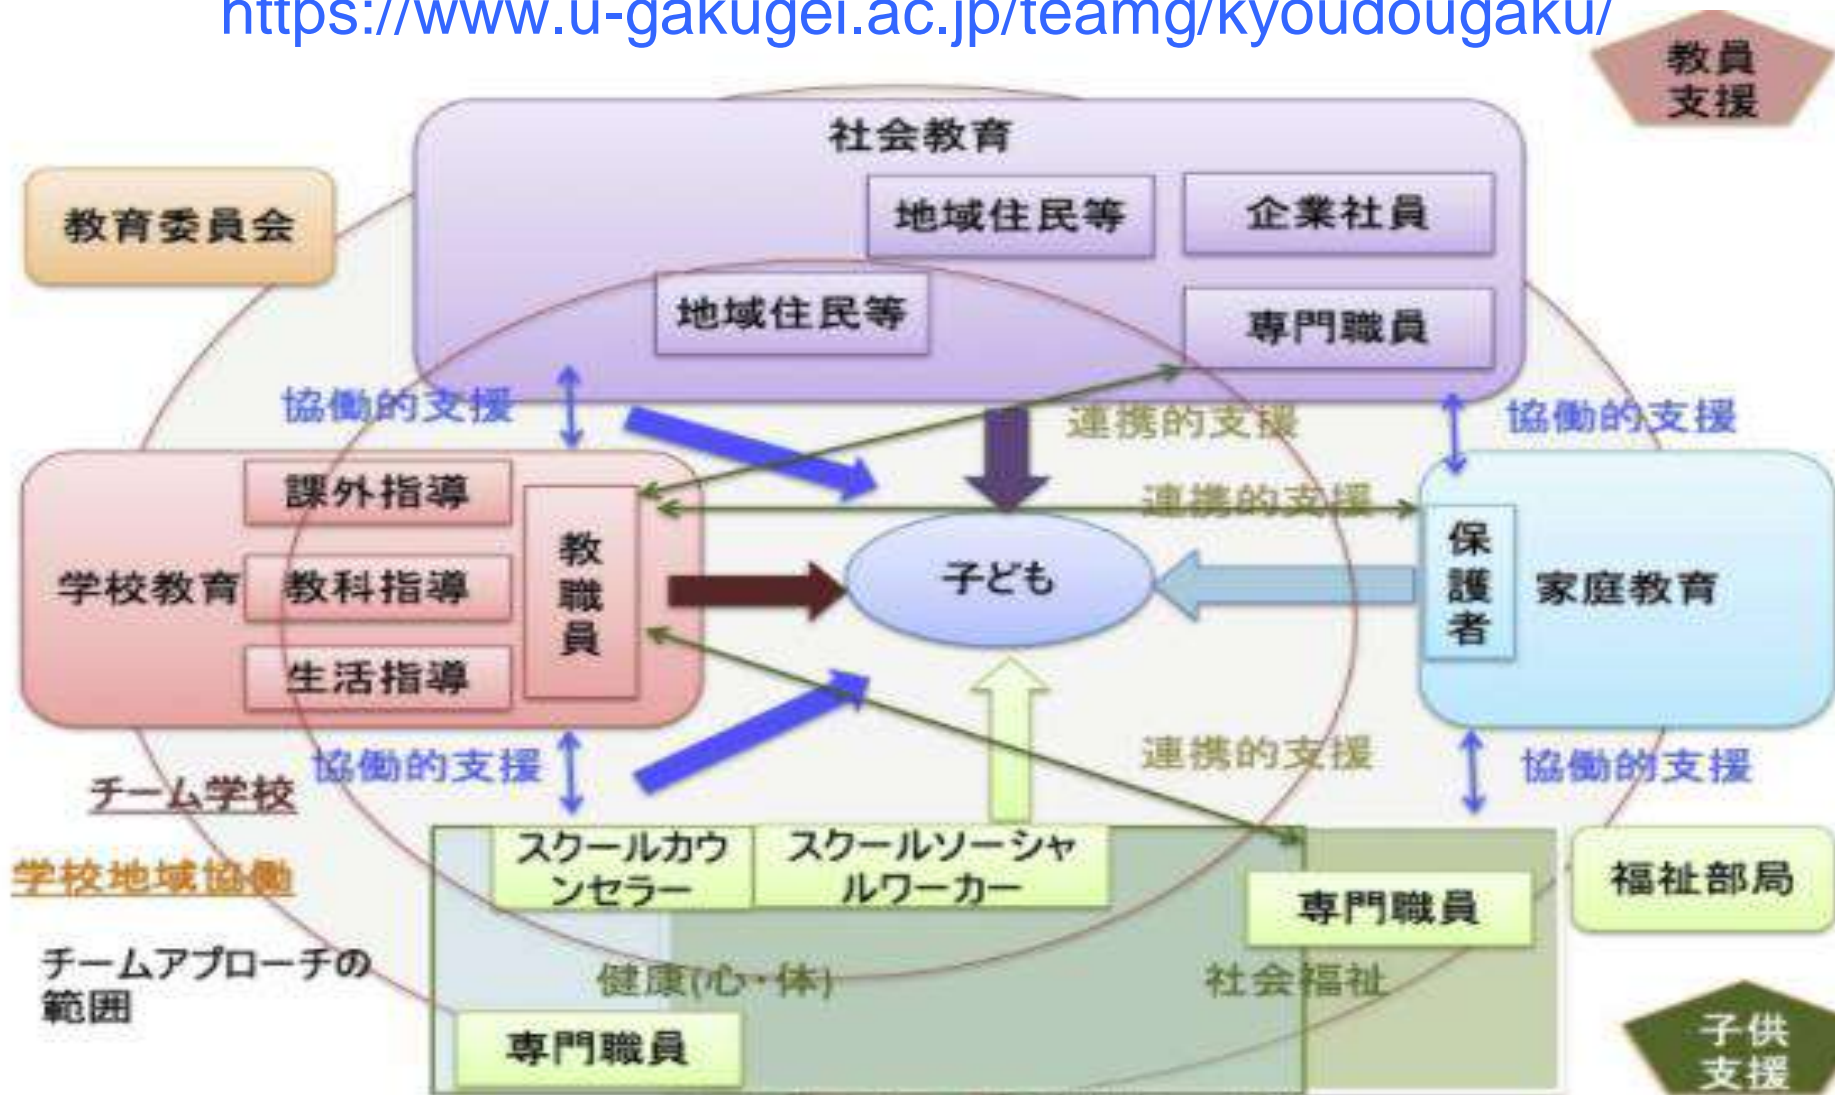 https://www.u-gakugei.ac.jp/teamg/kyoudougaku/
教員
支援
社会教育
教育委員会
地域住民等
企業社員
地域住民等
専門職員
協働的支援
連携的支援
協働的支援
課外指導
連携的支援
教職員
保護者
学校教育
教科指導
子ども
家庭教育
生活指導
協働的支援
連携的支援
協働的支援
チーム学校
スクールカウ
ンセラー
スクールソーシャ
ルワーカー
学校地域協働
専門職員
福祉部局
チームアプローチの
範囲
健康(心・体)
社会福祉
専門職員
子供
支援